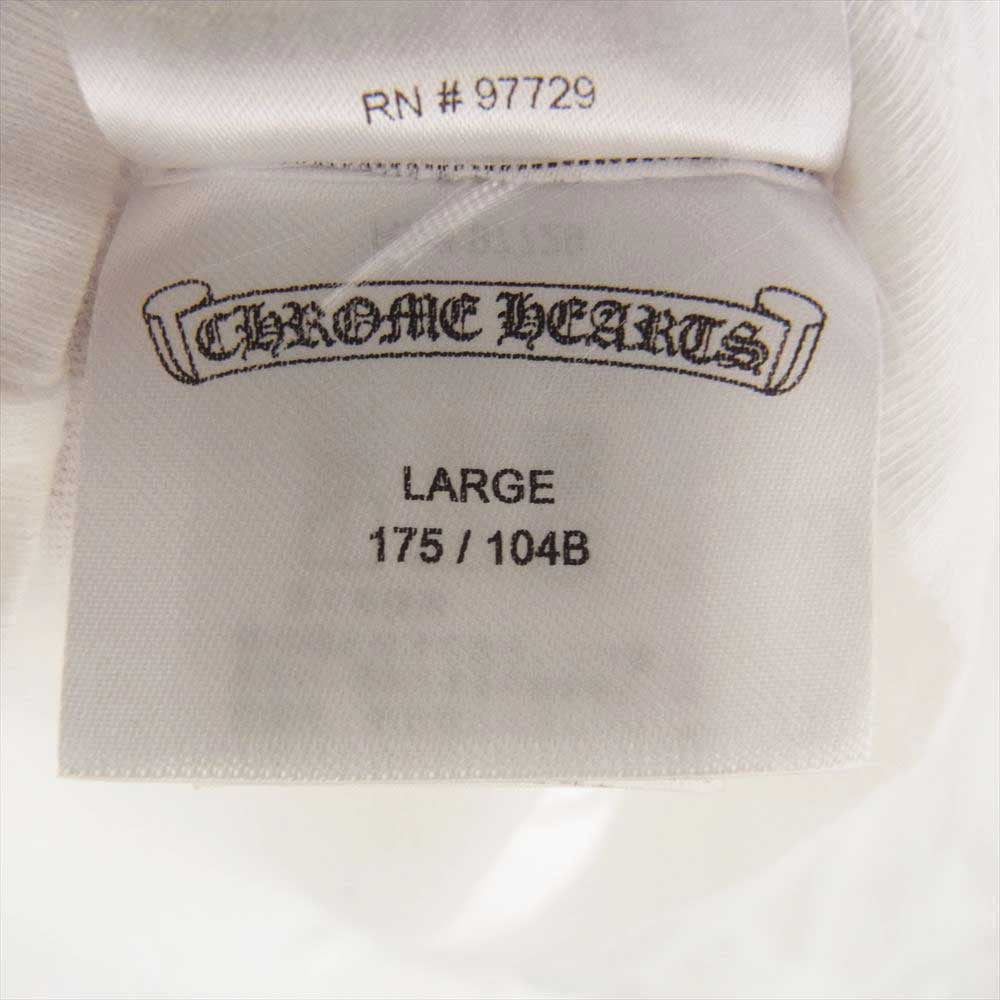 RN # 97729
CHROME HEARTS
LARGE
175 / 104B